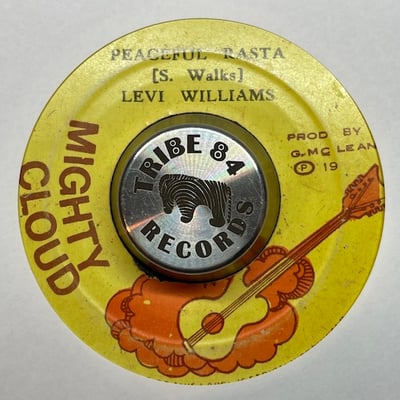 PEACEFUL RASTA
[S. Walks]
LEVI WILLIAMS
MIGHTY
CLOUD
TRIBE 84
RECORDS
PROD BY
G. MC LEAN
Ⓟ 19